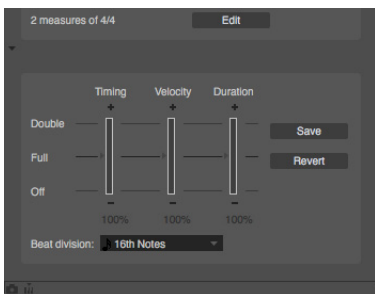 2 measures of 4/4 Edit
Timing Velocity Duration
+ + +
Double
Save
Full
Revert
Off
− − −
100% 100% 100%
Beat division: 16th Notes